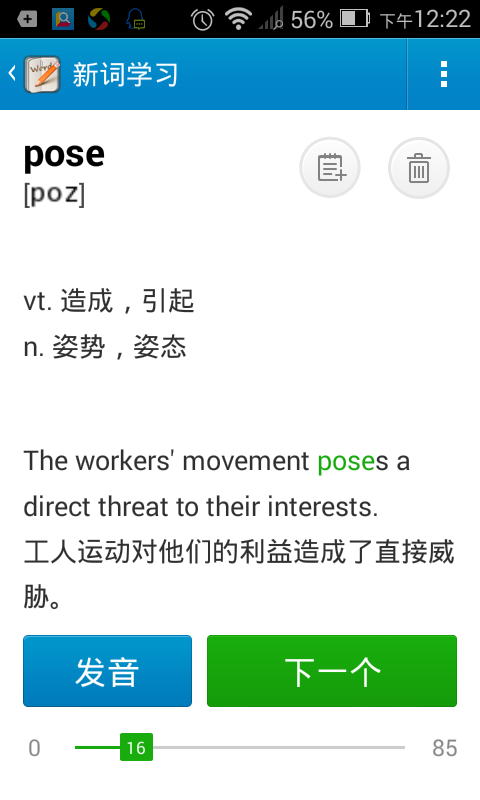 56% 下午12:22
Words
新词学习
pose
[poz]
vt. 造成，引起
n. 姿势，姿态
The workers' movement poses a
direct threat to their interests.
工人运动对他们的利益造成了直接威
胁。
发音 下一个
0 16 85